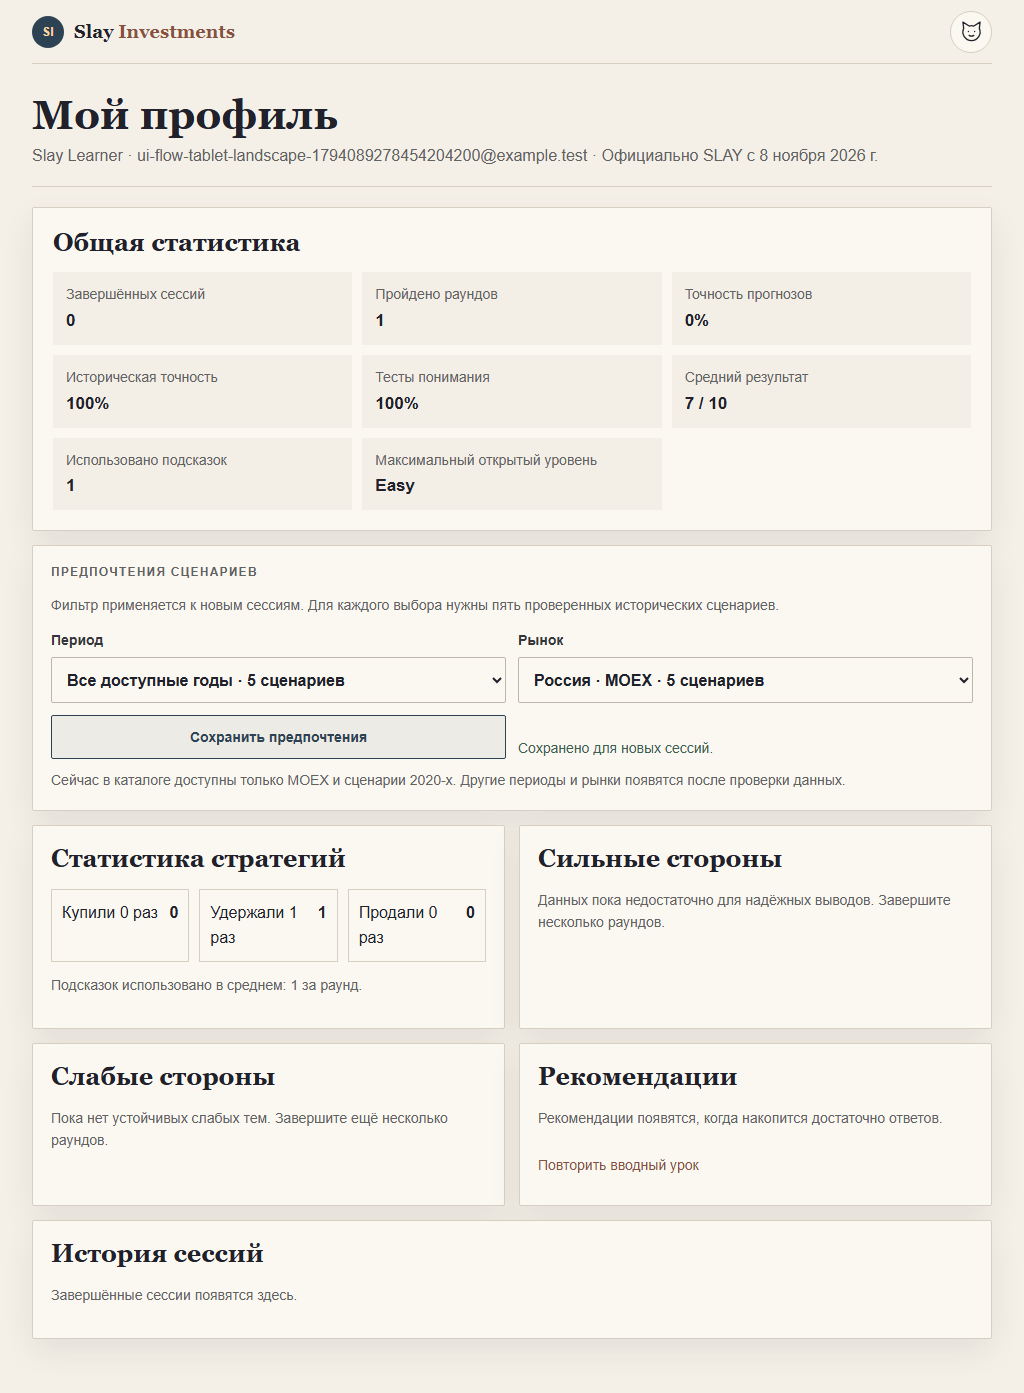 SI
Slay Investments
Мой профиль
Slay Learner · ui-flow-tablet-landscape-1794089278454204200@example.test · Официально SLAY с 8 ноября 2026 г.
Общая статистика
Завершённых сессий
0
Пройдено раундов
1
Точность прогнозов
0%
Историческая точность
100%
Тесты понимания
100%
Средний результат
7 / 10
Использовано подсказок
1
Максимальный открытый уровень
Easy
ПРЕДПОЧТЕНИЯ СЦЕНАРИЕВ
Фильтр применяется к новым сессиям. Для каждого выбора нужны пять проверенных исторических сценариев.
Период
Все доступные годы · 5 сценариев
Рынок
Россия · MOEX · 5 сценариев
Сохранить предпочтения
Сохранено для новых сессий.
Сейчас в каталоге доступны только MOEX и сценарии 2020-х. Другие периоды и рынки появятся после проверки данных.
Статистика стратегий
Купили 0 раз 0
Удержали 1 1
раз
Продали 0 0
раз
Подсказок использовано в среднем: 1 за раунд.
Сильные стороны
Данных пока недостаточно для надёжных выводов. Завершите
несколько раундов.
Слабые стороны
Пока нет устойчивых слабых тем. Завершите ещё несколько
раундов.
Рекомендации
Рекомендации появятся, когда накопится достаточно ответов.
Повторить вводный урок
История сессий
Завершённые сессии появятся здесь.